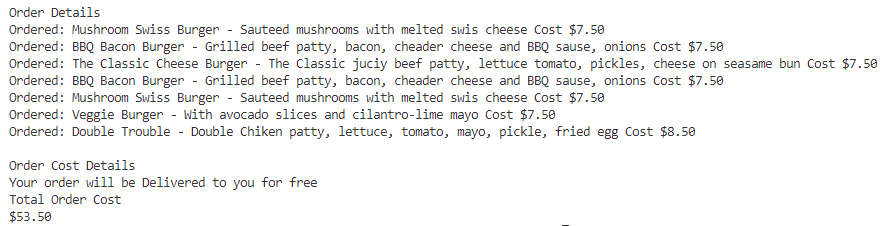 Order Details
Ordered: Mushroom Swiss Burger - Sauteed mushrooms with melted swis cheese Cost $7.50
Ordered: BBQ Bacon Burger - Grilled beef patty, bacon, cheader cheese and BBQ sause, onions Cost $7.50
Ordered: The Classic Cheese Burger - The Classic juciy beef patty, lettuce tomato, pickles, cheese on seasame bun Cost $7.50
Ordered: BBQ Bacon Burger - Grilled beef patty, bacon, cheader cheese and BBQ sause, onions Cost $7.50
Ordered: Mushroom Swiss Burger - Sauteed mushrooms with melted swis cheese Cost $7.50
Ordered: Veggie Burger - With avocado slices and cilantro-lime mayo Cost $7.50
Ordered: Double Trouble - Double Chiken patty, lettuce, tomato, mayo, pickle, fried egg Cost $8.50
Order Cost Details
Your order will be Delivered to you for free
Total Order Cost
$53.50